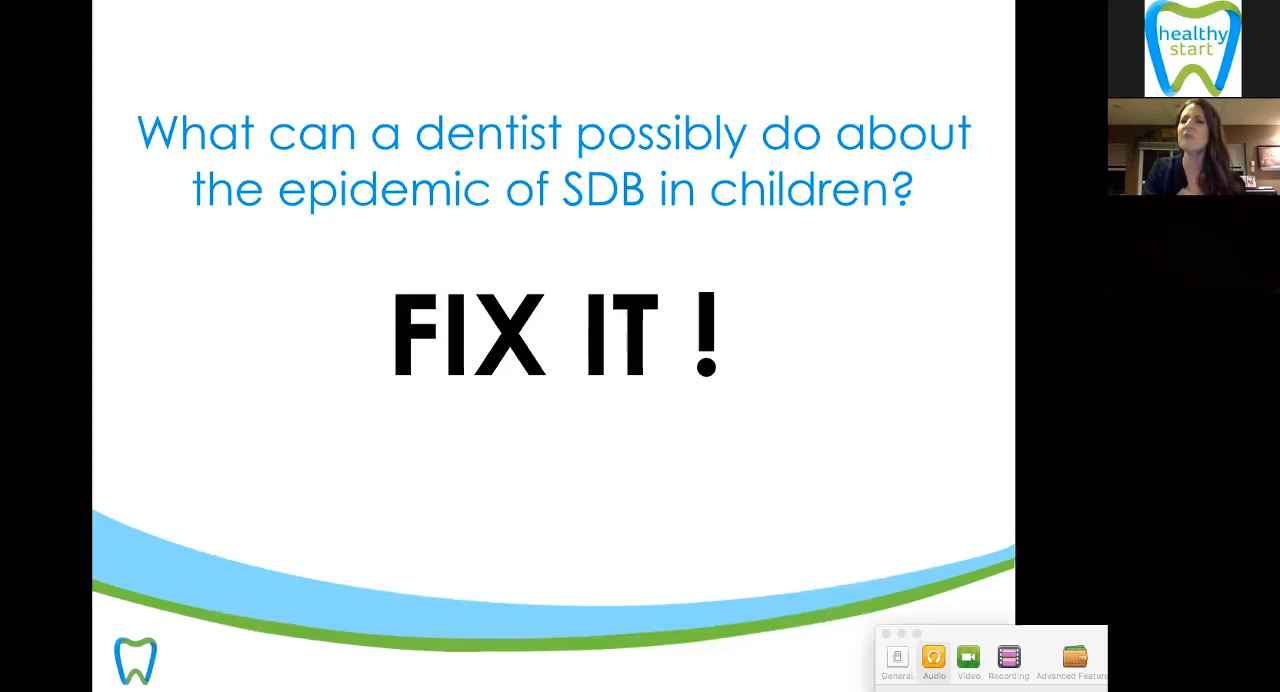 What can a dentist possibly do about
the epidemic of SDB in children?
FIX IT !
healthy
start
General
Audio
Video
Recording
Advanced Feature